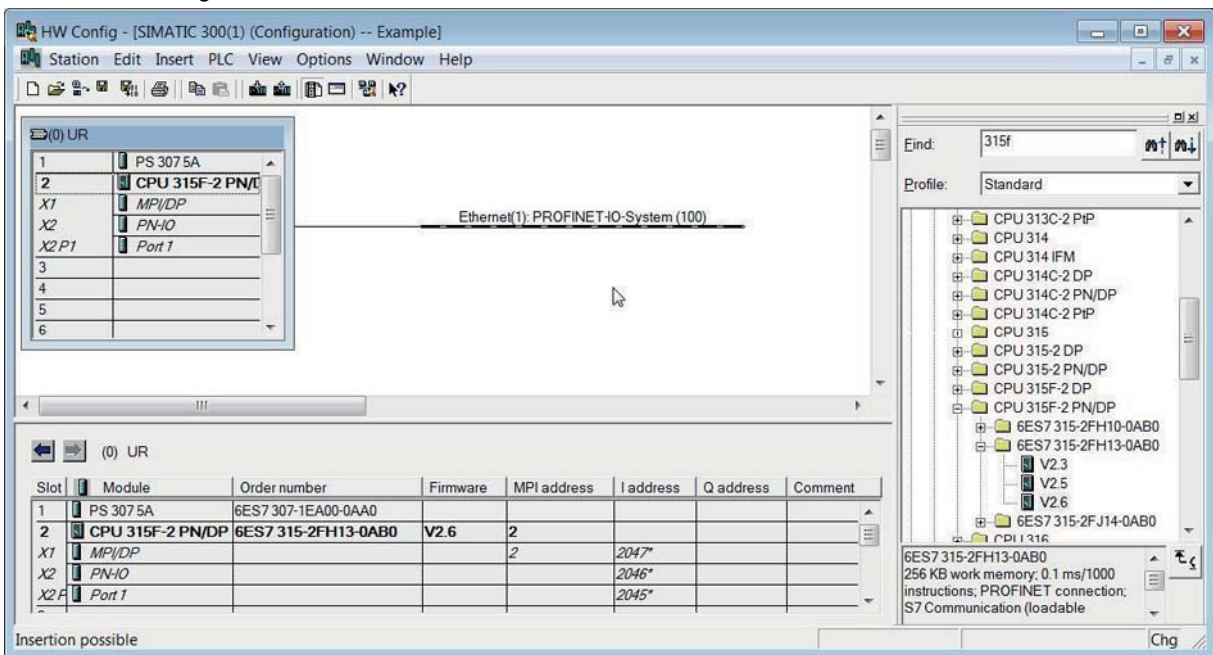 HW Config - [SIMATIC 300(1) (Configuration) -- Example]
Station Edit Insert PLC View Options Window Help
(0) UR
1 PS 307 5A
2 CPU 315F-2 PN/D
X1 MPI/DP
X2 PN-IO
X2 P1 Port 1
3
4
5
6
Ethernet(1): PROFINET-IO-System (100)
Find: 315f
Profile: Standard
CPU 313C-2 PtP
CPU 314
CPU 314 IFM
CPU 314C-2 DP
CPU 314C-2 PN/DP
CPU 314C-2 PtP
CPU 315
CPU 315-2 DP
CPU 315-2 PN/DP
CPU 315F-2 DP
CPU 315F-2 PN/DP
6ES7 315-2FH10-0AB0
6ES7 315-2FH13-0AB0
V2.3
V2.5
V2.6
6ES7 315-2FJ14-0AB0
CPU 316
6ES7 315-2FH13-0AB0
256 KB work memory; 0.1 ms/1000
instructions; PROFINET connection;
S7 Communication (loadable
(0) UR
Slot Module Order number Firmware MPI address I address Q address Comment
1 PS 307 5A 6ES7 307-1EA00-0AA0
2 CPU 315F-2 PN/DP 6ES7 315-2FH13-0AB0 V2.6 2
X1 MPI/DP 2 2047*
X2 PN-IO 2046*
X2 P Port 1 2045*
Insertion possible
Chg